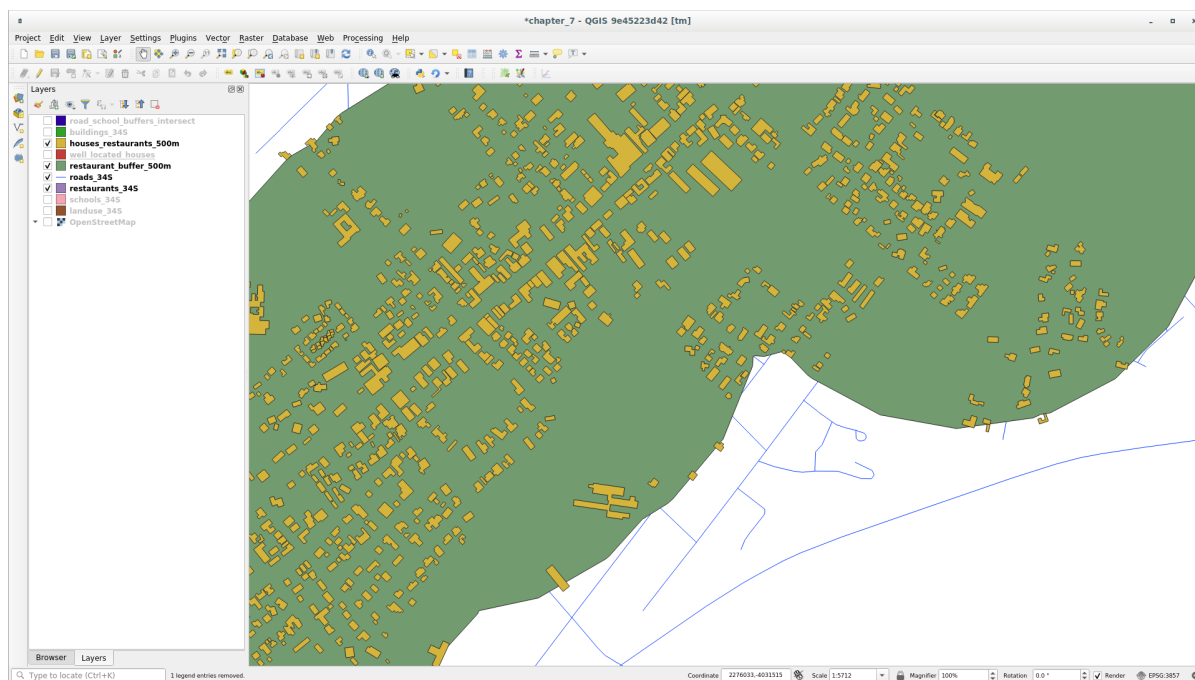 *chapter_7 - QGIS 9e45223d42 [tm]
Project Edit View Layer Settings Plugins Vector Raster Database Web Processing Help
Layers
road_school_buffers_intersect
buildings_34S
houses_restaurants_500m
well_located_houses
restaurant_buffer_500m
roads_34S
restaurants_34S
schools_34S
landuse_34S
OpenStreetMap
Browser Layers
Type to locate (Ctrl+K) 1 legend entries removed. Coordinate 2276033,-4031515 Scale 1:5712 Magnifier 100% Rotation 0.0 ° Render EPSG:3857